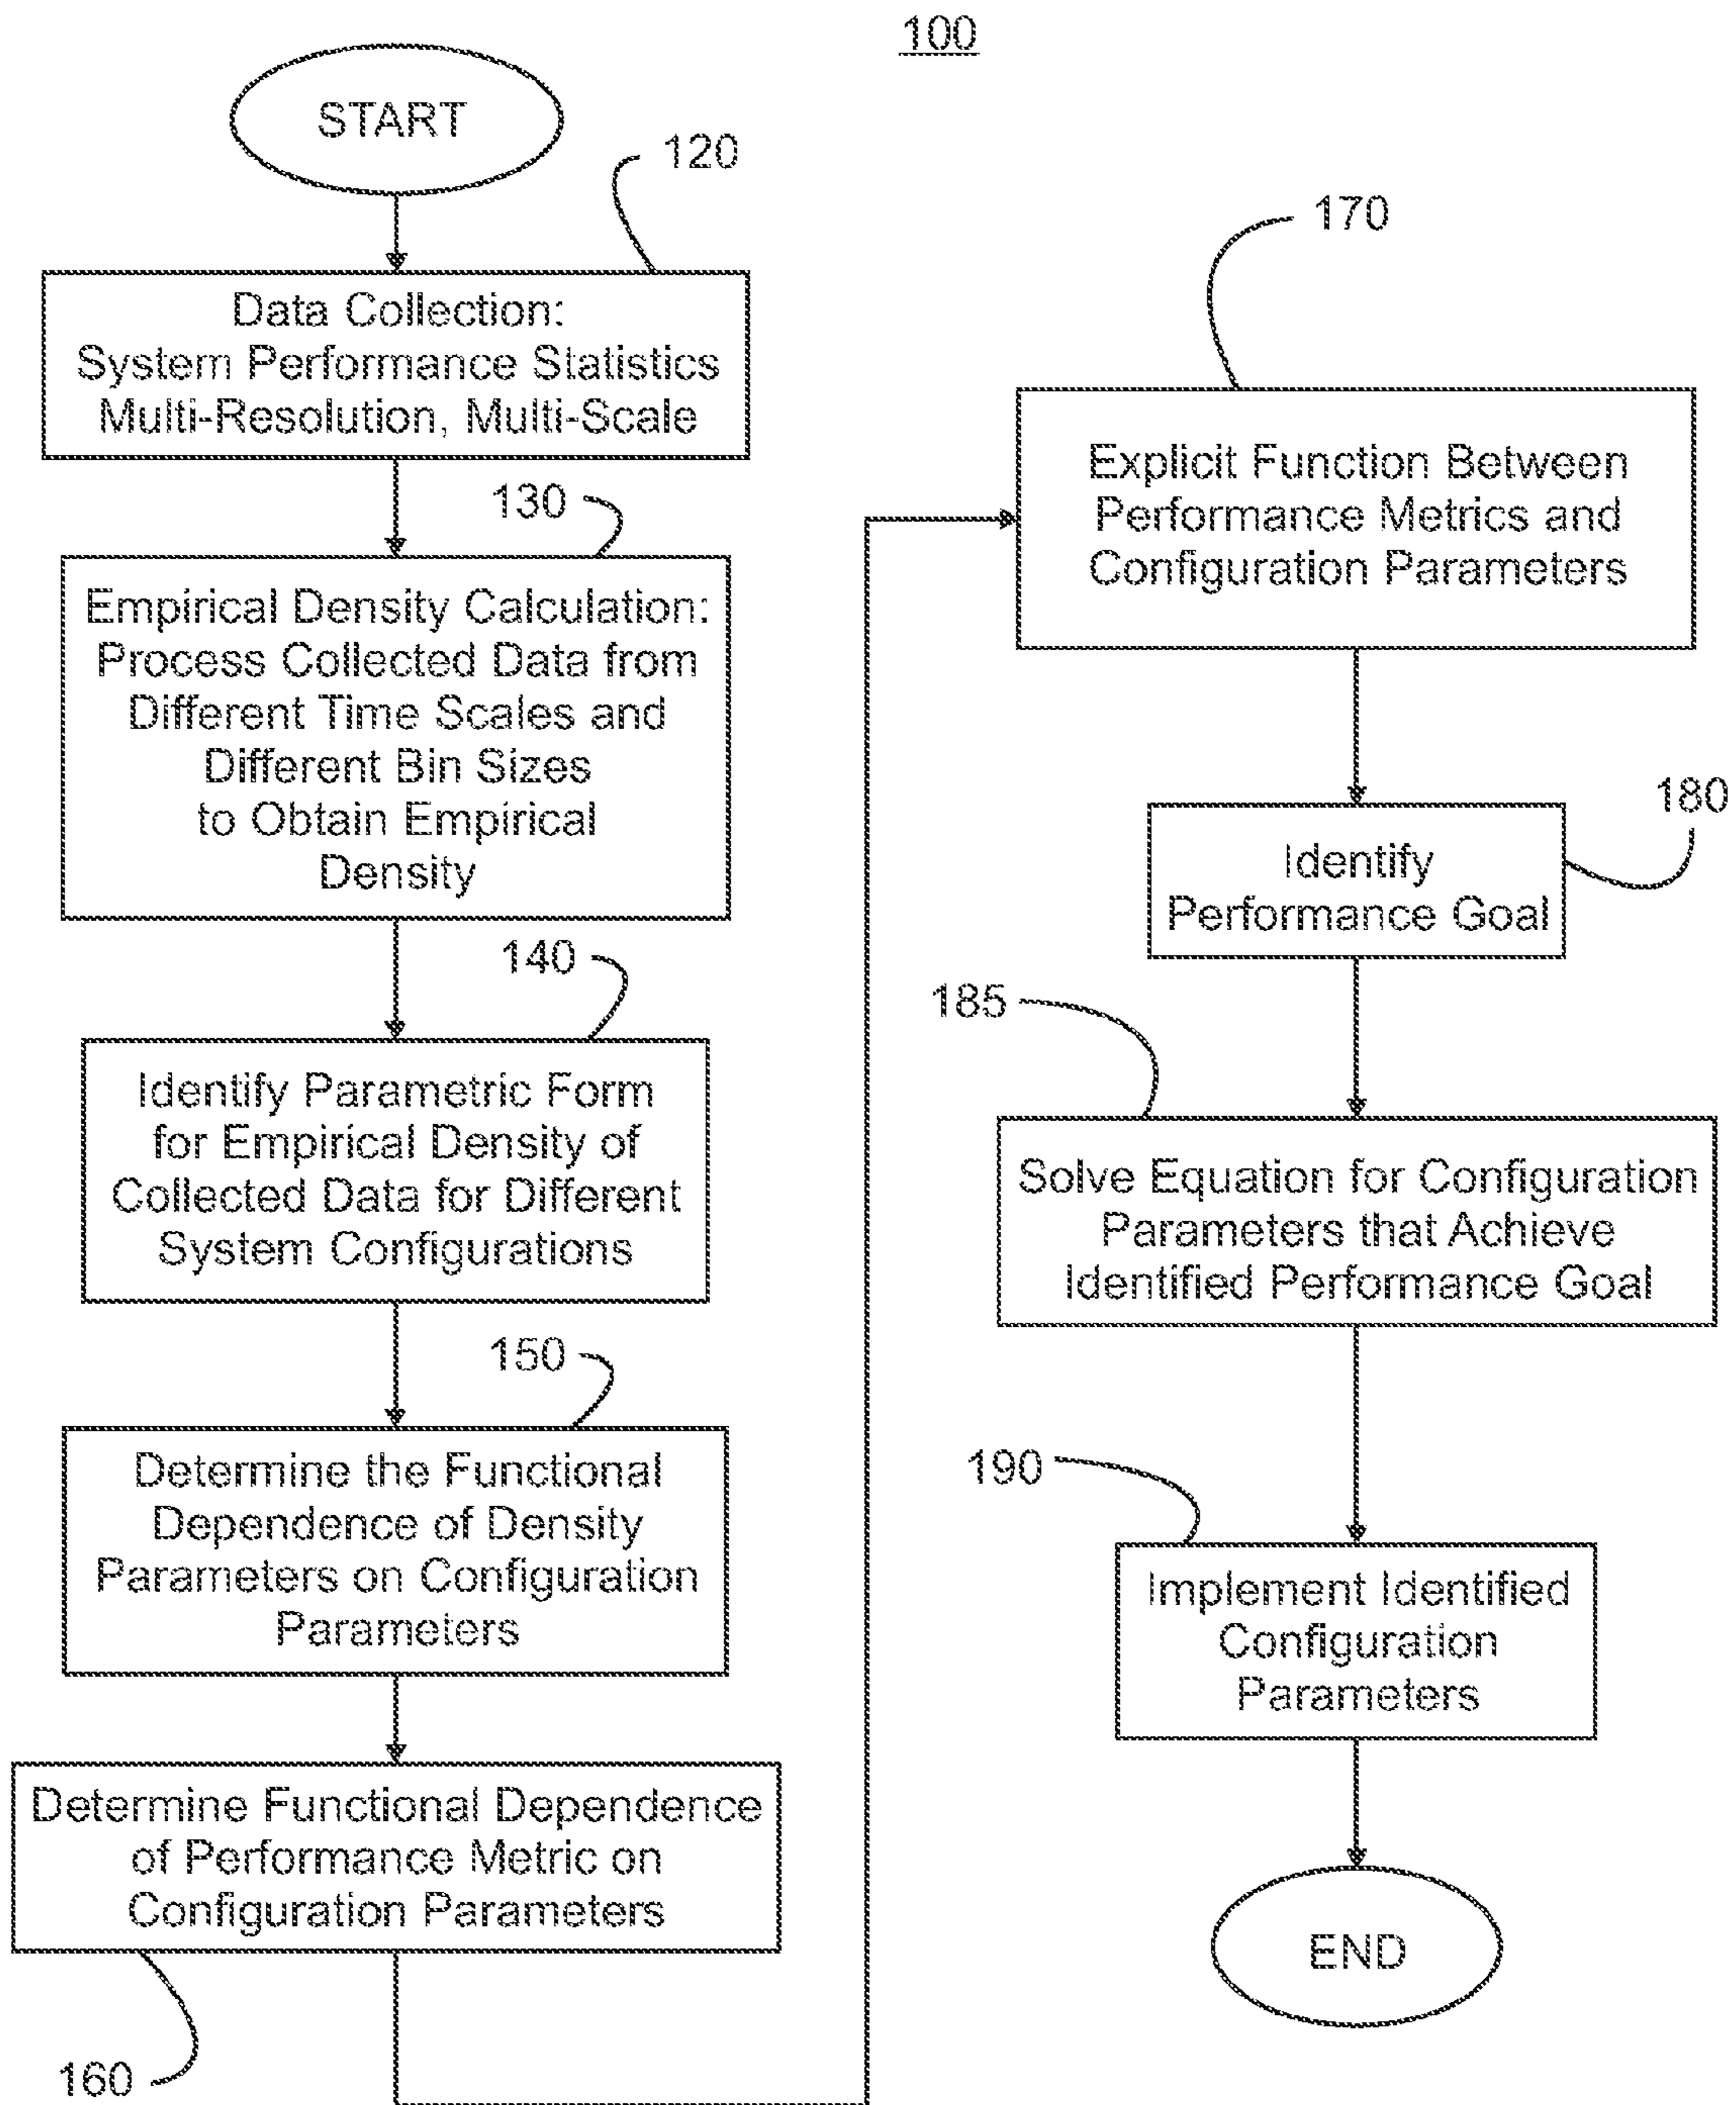 100
START
120
Data Collection:
System Performance Statistics
Multi-Resolution, Multi-Scale
130
Empirical Density Calculation:
Process Collected Data from
Different Time Scales and
Different Bin Sizes
to Obtain Empirical
Density
140
Identify Parametric Form
for Empirical Density of
Collected Data for Different
System Configurations
150
Determine the Functional
Dependence of Density
Parameters on Configuration
Parameters
Determine Functional Dependence
of Performance Metric on
Configuration Parameters
160
170
Explicit Function Between
Performance Metrics and
Configuration Parameters
180
Identify
Performance Goal
185
Solve Equation for Configuration
Parameters that Achieve
Identified Performance Goal
190
Implement Identified
Configuration
Parameters
END